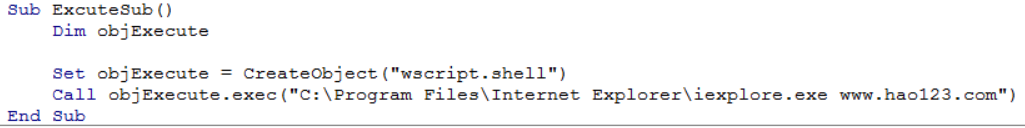 Sub ExcuteSub()
Dim objExecute
Set objExecute = CreateObject("wscript.shell")
Call objExecute.exec("C:\Program Files\Internet Explorer\iexplore.exe www.hao123.com")
End Sub